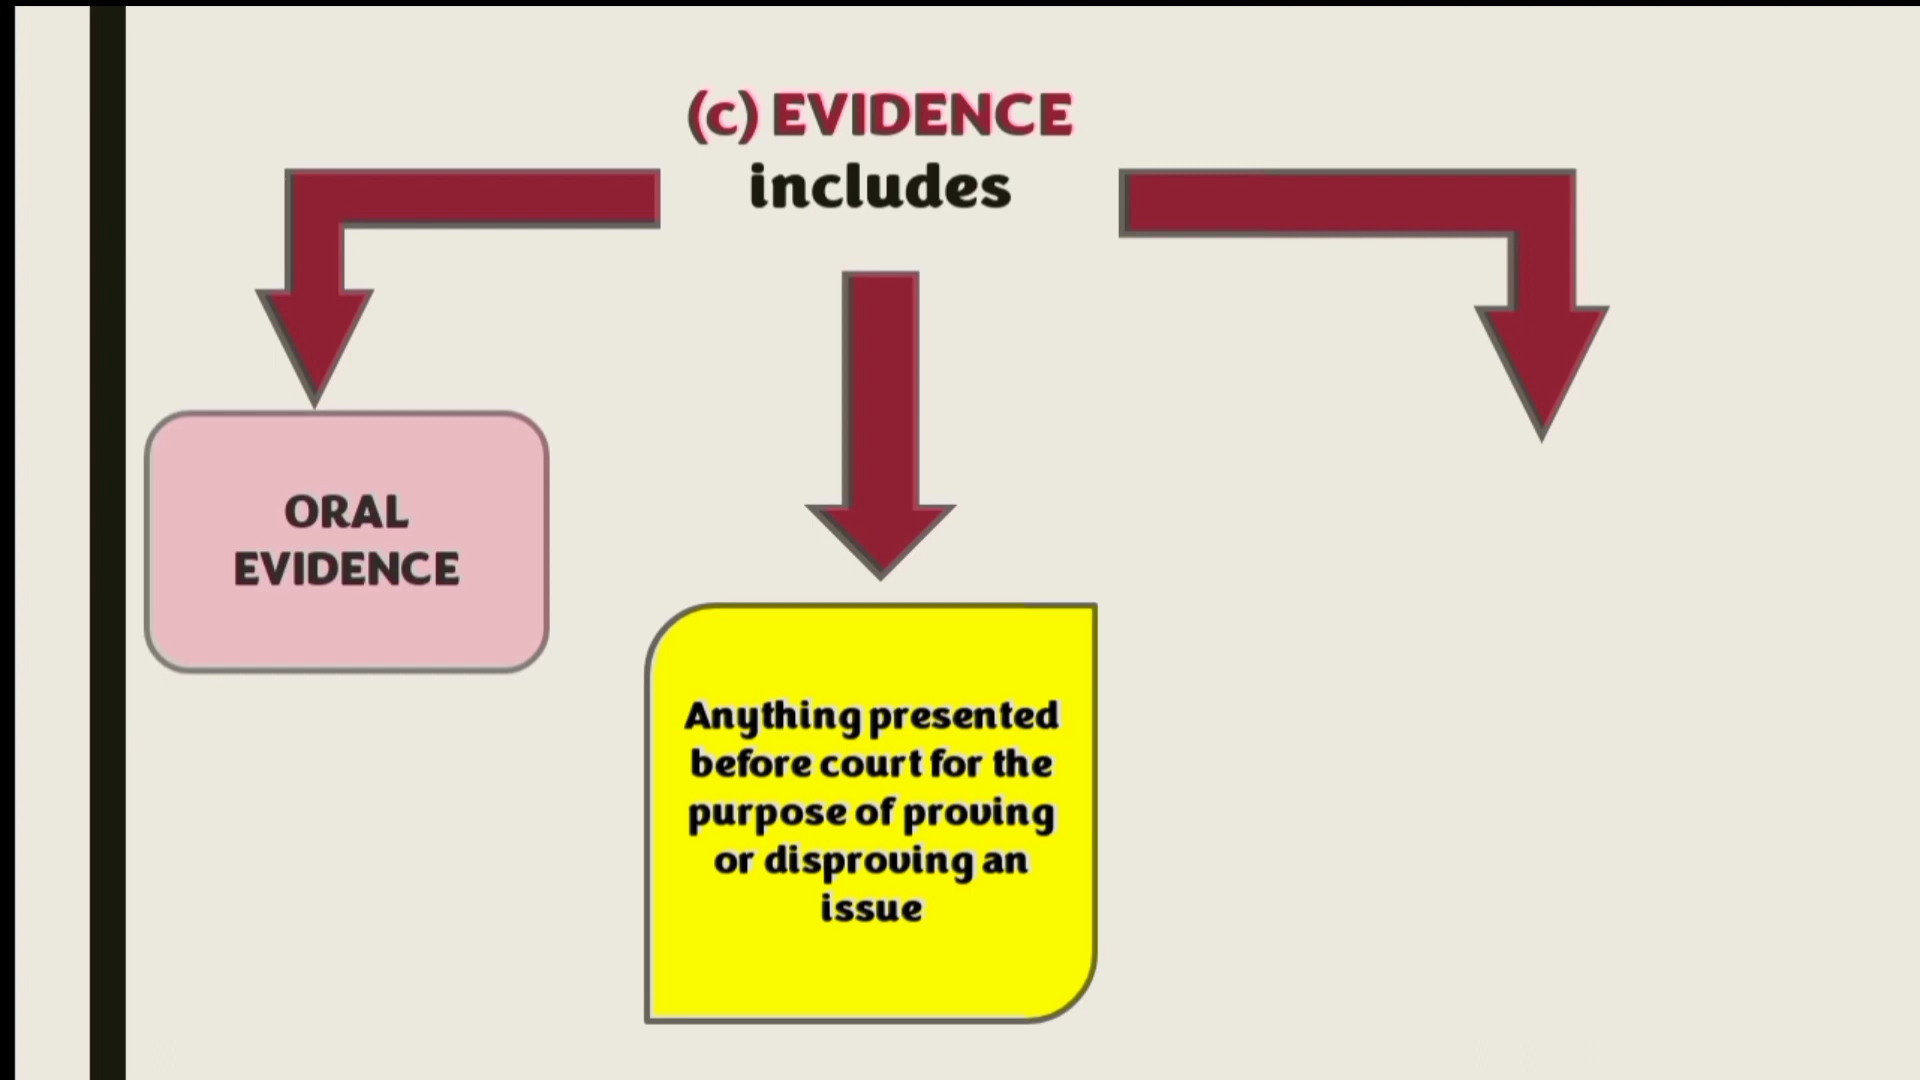 (c) EVIDENCE
includes
ORAL
EVIDENCE
Anything presented
before court for the
purpose of proving
or disproving an
issue